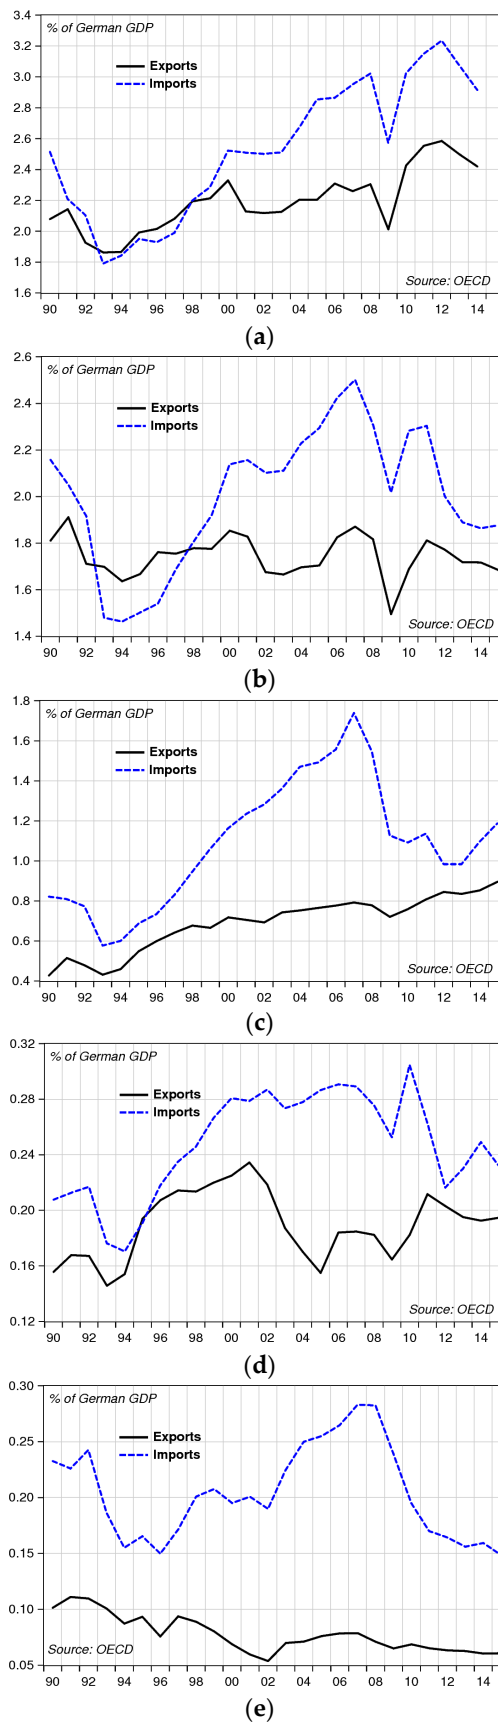 3.4
% of German GDP
3.2
Exports
3.0
Imports
2.8
2.6
2.4
2.2
2.0
1.8
Source: OECD
1.6
90 92 94 96 98 00 02 04 06 08 10 12 14
(a)
2.6
% of German GDP
2.4
Exports
Imports
2.2
2.0
1.8
1.6
Source: OECD
1.4
90 92 94 96 98 00 02 04 06 08 10 12 14
(b)
1.8
% of German GDP
1.6
Exports
Imports
1.4
1.2
1.0
0.8
0.6
Source: OECD
0.4
90 92 94 96 98 00 02 04 06 08 10 12 14
(c)
0.32
% of German GDP
Exports
0.28
Imports
0.24
0.20
0.16
Source: OECD
0.12
90 92 94 96 98 00 02 04 06 08 10 12 14
(d)
0.30
% of German GDP
Exports
0.25
Imports
0.20
0.15
0.10
Source: OECD
0.05
90 92 94 96 98 00 02 04 06 08 10 12 14
(e)